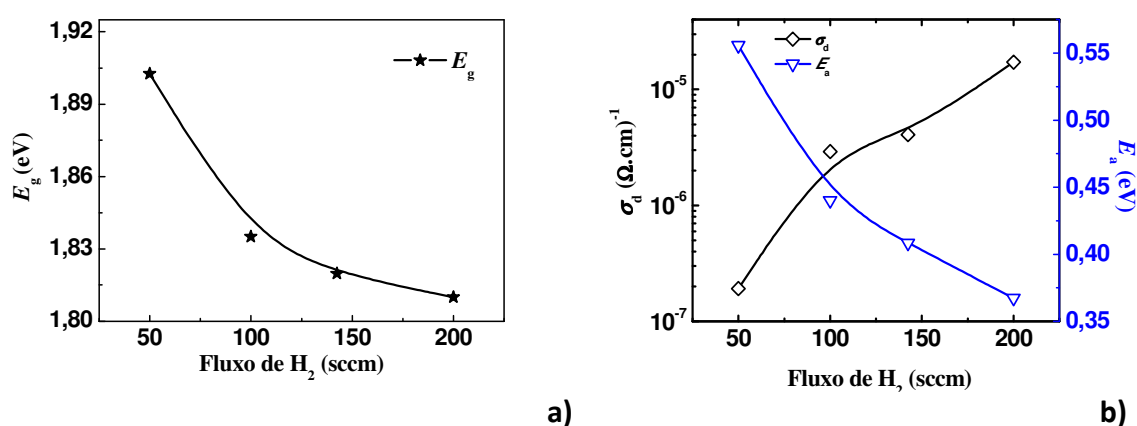 1,92
1,89
1,86
1,83
1,80
E_g (eV)
E_g
50 100 150 200
Fluxo de H_2 (sccm)
a)
10^-5
10^-6
10^-7
σ_d (Ω.cm)^-1
σ_d
E_a
0,55
0,50
0,45
0,40
0,35
E_a (eV)
50 100 150 200
Fluxo de H_2 (sccm)
b)